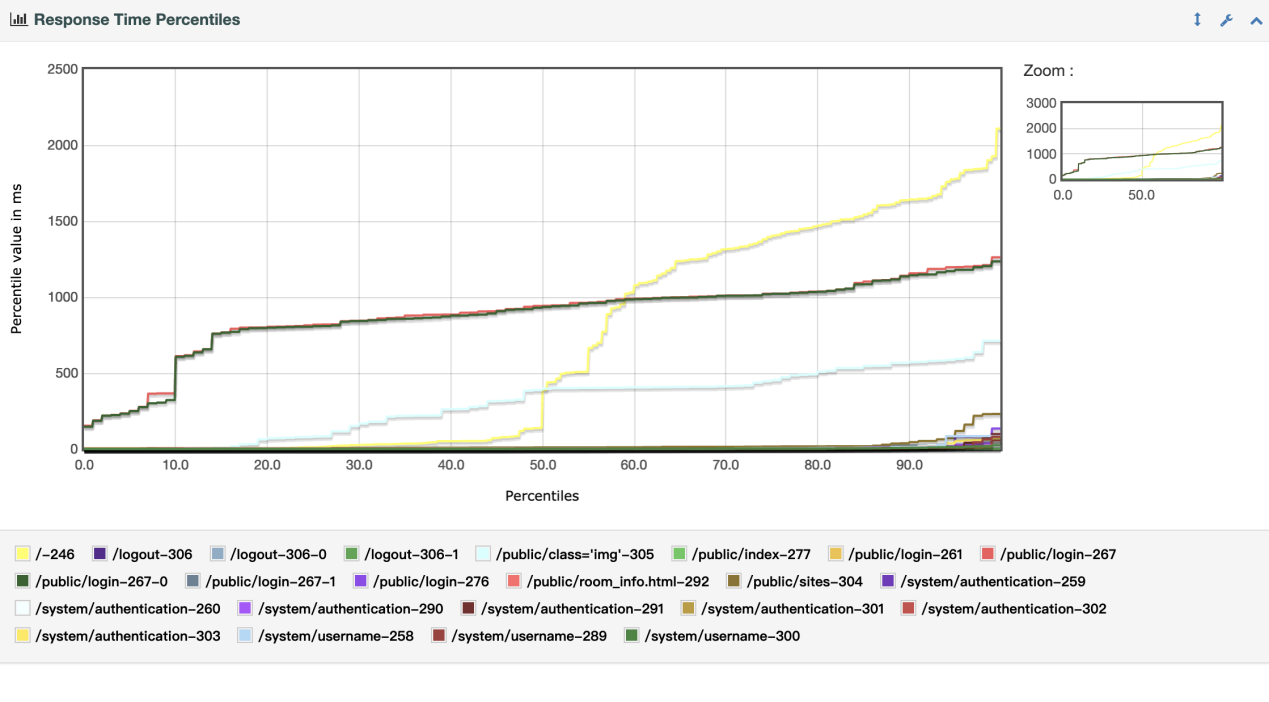 Response Time Percentiles
Zoom :
2500
2000
1500
1000
500
0
Percentile value in ms
0.0 10.0 20.0 30.0 40.0 50.0 60.0 70.0 80.0 90.0
Percentiles
3000
2000
1000
0
0.0 50.0
/-246 /logout-306 /logout-306-0 /logout-306-1 /public/class='img'-305 /public/index-277 /public/login-261 /public/login-267
/public/login-267-0 /public/login-267-1 /public/login-276 /public/room_info.html-292 /public/sites-304 /system/authentication-259
/system/authentication-260 /system/authentication-290 /system/authentication-291 /system/authentication-301 /system/authentication-302
/system/authentication-303 /system/username-258 /system/username-289 /system/username-300